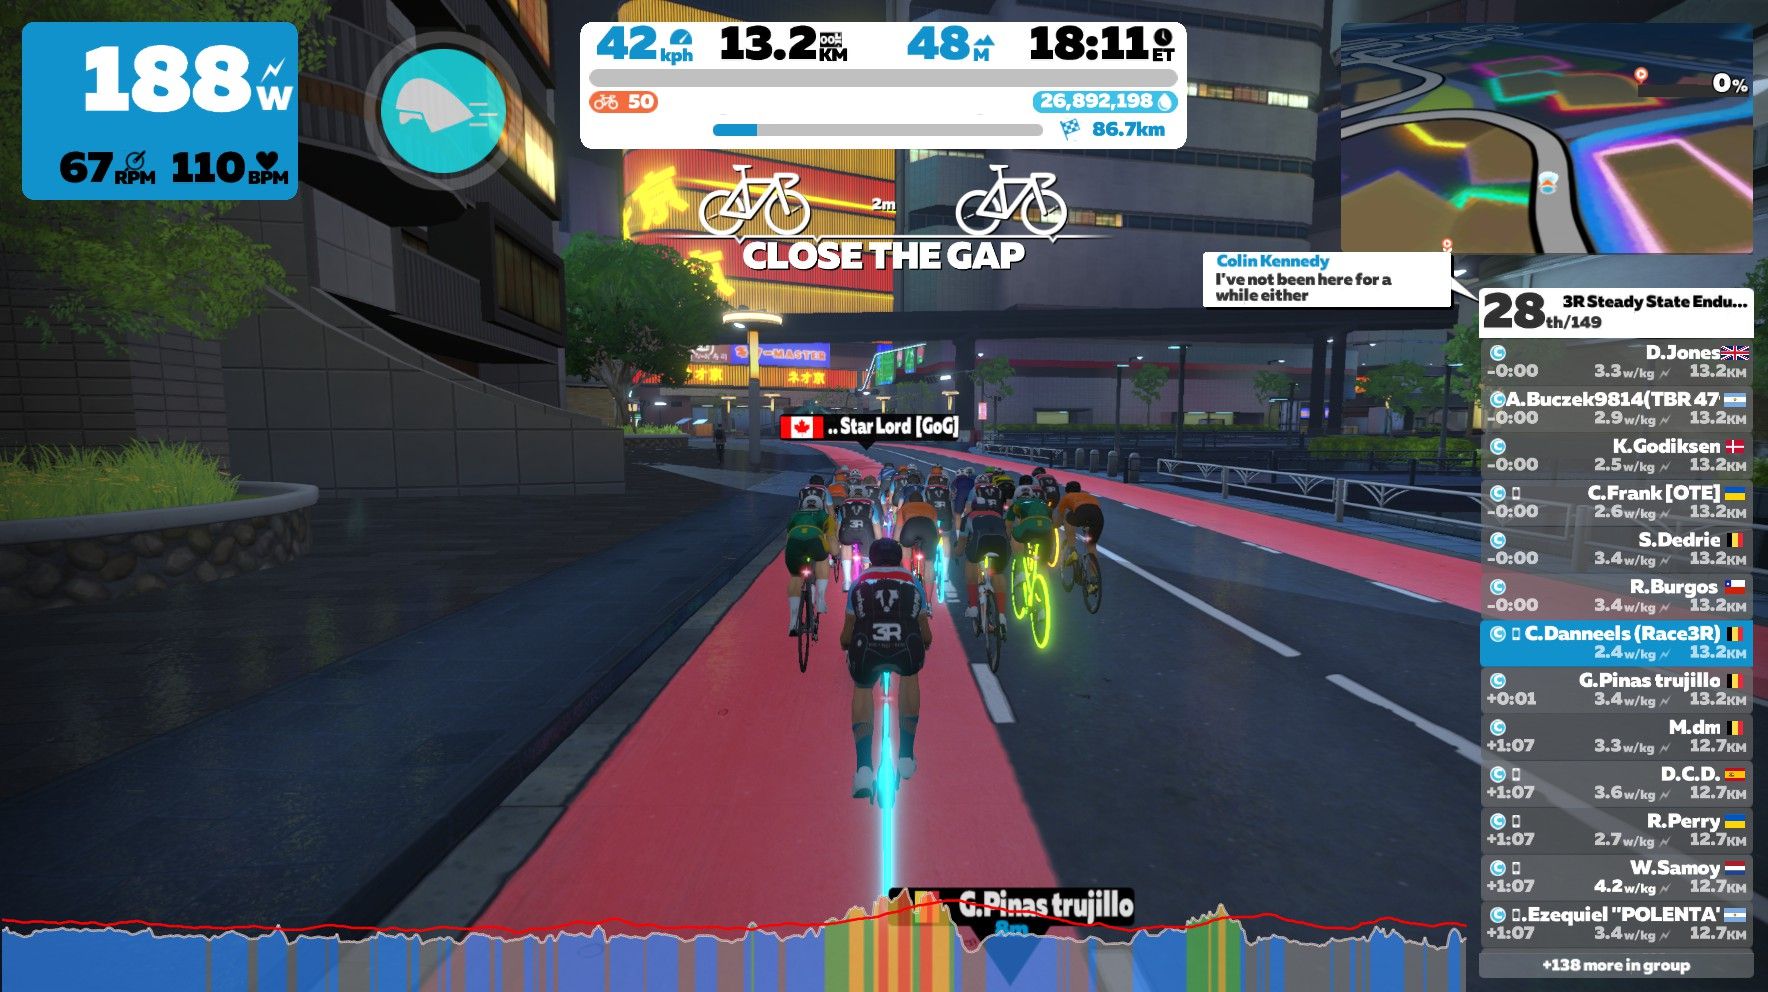 188w
67RPM 110BPM
42kph 13.2KM 48M 18:11ET
50
26,892,198
86.7km
2m
CLOSE THE GAP
0%
Colin Kennedy
I've not been here for a
while either
28th/149
3R Steady State Endu...
D.Jones
-0:00 3.3w/kg 13.2KM
A.Buczek9814(TBR 47
-0:00 2.9w/kg 13.2KM
K.Godiksen
-0:00 2.5w/kg 13.2KM
C.Frank [OTE]
-0:00 2.6w/kg 13.2KM
S.Dedrie
-0:00 3.4w/kg 13.2KM
R.Burgos
-0:00 3.4w/kg 13.2KM
C.Danneels (Race3R)
2.4w/kg 13.2KM
G.Pinas trujillo
+0:01 3.4w/kg 13.2KM
M.dm
+1:07 3.3w/kg 12.7KM
D.C.D.
+1:07 3.6w/kg 12.7KM
R.Perry
+1:07 2.7w/kg 12.7KM
W.Samoy
+1:07 4.2w/kg 12.7KM
.Ezequiel "POLENTA'
+1:07 3.4w/kg 12.7KM
+138 more in group
V-MASTER
ネオ京
.. Star Lord [GoG]
3R
3R
G.Pinas trujillo
8m